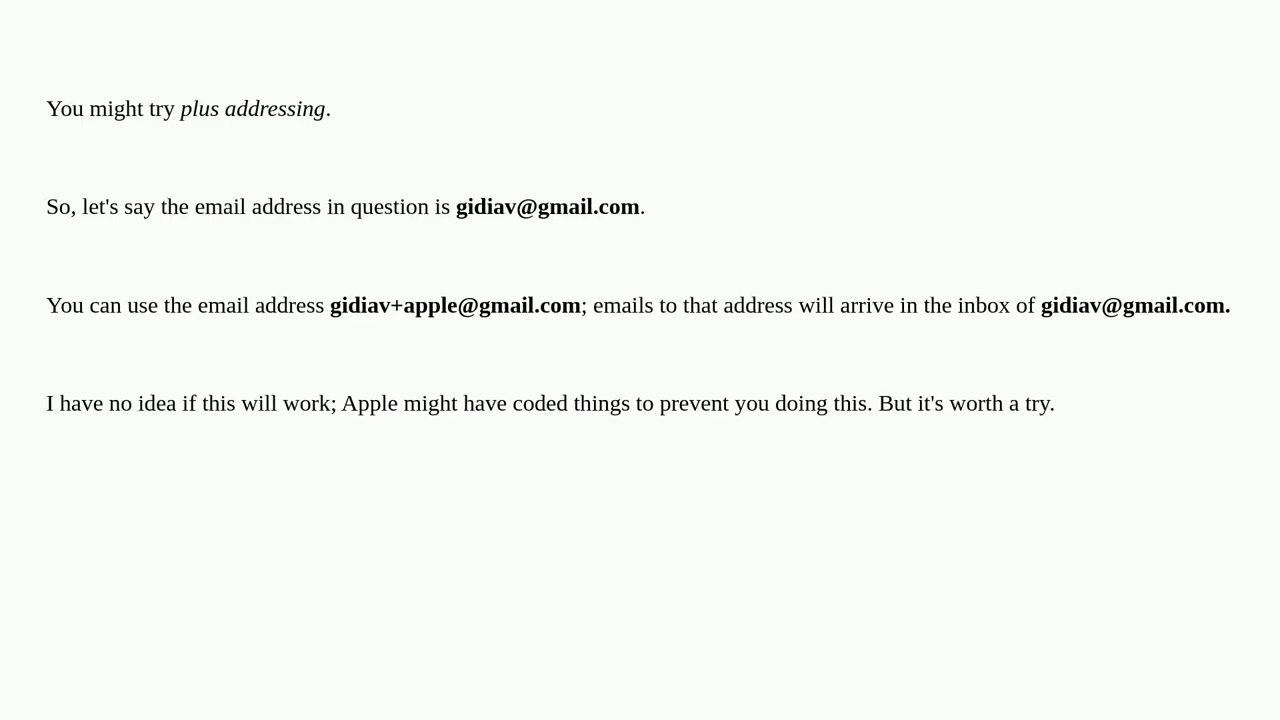 You might try plus addressing.
So, let's say the email address in question is gidiav@gmail.com.
You can use the email address gidiav+apple@gmail.com; emails to that address will arrive in the inbox of gidiav@gmail.com.
I have no idea if this will work; Apple might have coded things to prevent you doing this. But it's worth a try.